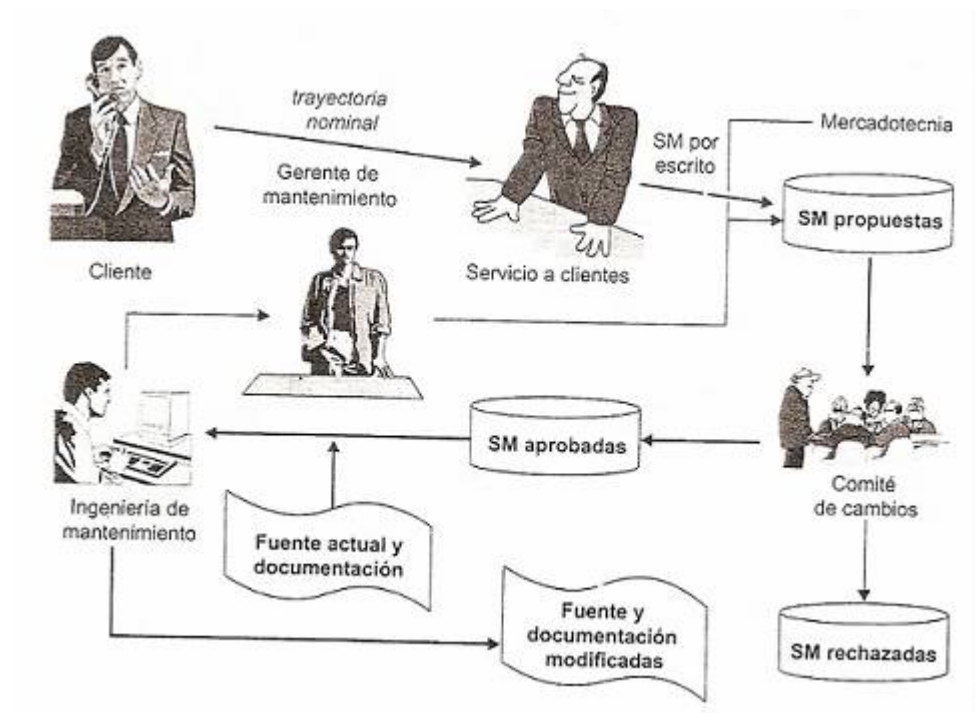 trayectoria
nominal
Mercadotecnia
SM por
escrito
Gerente de
mantenimiento
SM propuestas
Cliente
Servicio a clientes
SM aprobadas
Ingeniería de
mantenimiento
Comité
de cambios
Fuente actual y
documentación
Fuente y
documentación
modificadas
SM rechazadas